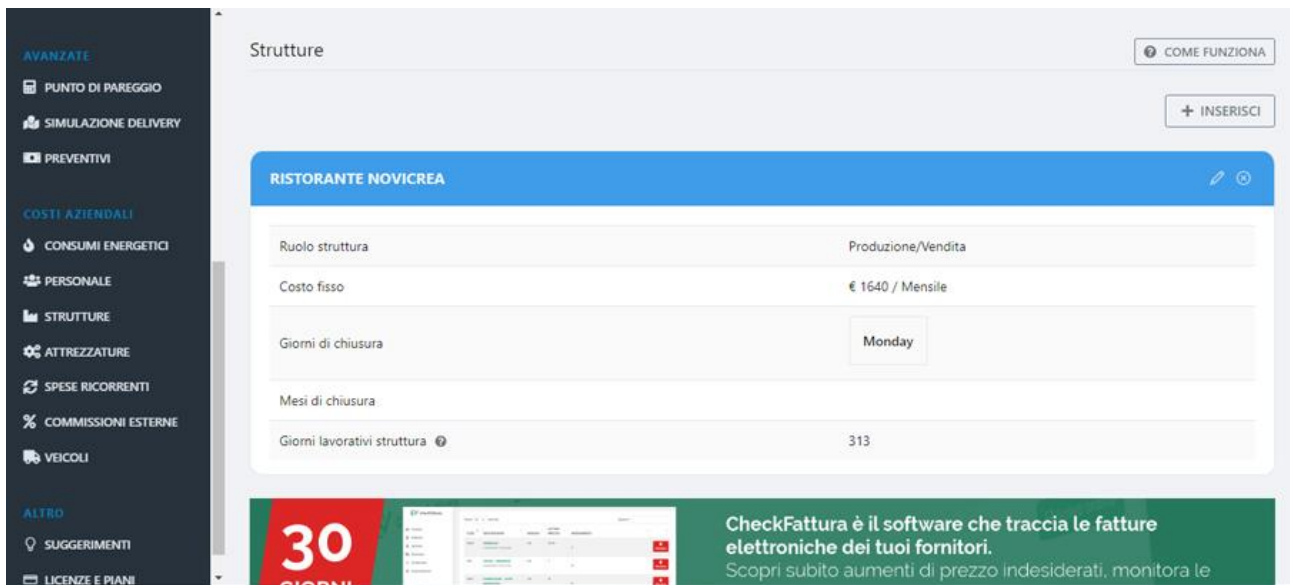 AVANZATE
PUNTO DI PAREGGIO
SIMULAZIONE DELIVERY
PREVENTIVI
COSTI AZIENDALI
CONSUMI ENERGETICI
PERSONALE
STRUTTURE
ATTREZZATURE
SPESE RICORRENTI
COMMISSIONI ESTERNE
VEICOLI
ALTRO
SUGGERIMENTI
LICENZE E PIANI
Strutture
COME FUNZIONA
+ INSERISCI
RISTORANTE NOVICREA
Ruolo struttura Produzione/Vendita
Costo fisso € 1640 / Mensile
Giorni di chiusura Monday
Mesi di chiusura
Giorni lavorativi struttura 313
30
GIORNI
CheckFattura è il software che traccia le fatture
elettroniche dei tuoi fornitori.
Scopri subito aumenti di prezzo indesiderati, monitora le